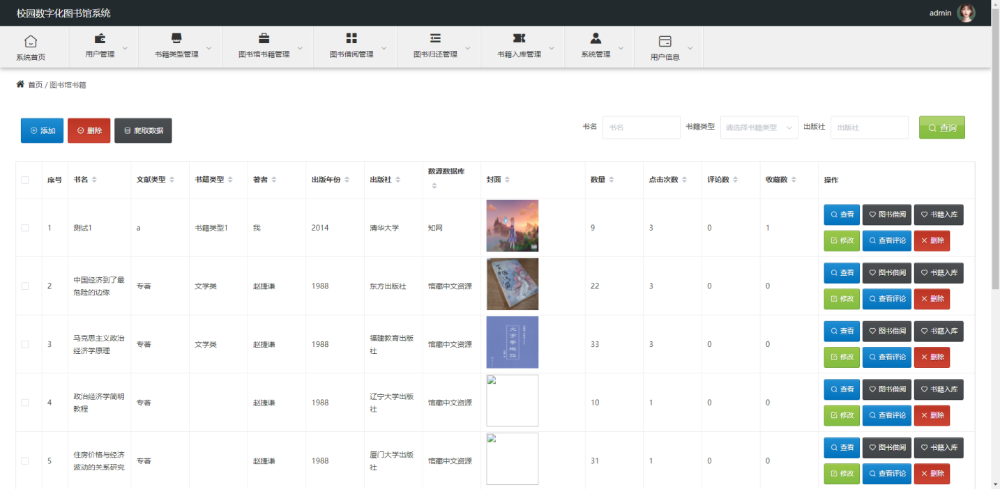 校园数字化图书馆系统
admin
系统首页
用户管理
书籍类型管理
图书馆书籍管理
图书借阅管理
图书归还管理
书籍入库管理
系统管理
用户信息
首页 / 图书馆书籍
添加
删除
爬取数据
书名
书名
书籍类型
请选择书籍类型
出版社
出版社
查询
序号 书名 文献类型 书籍类型 著者 出版年份 出版社 数源数据库 封面 数量 点击次数 评论数 收藏数 操作
1 测试1 a 书籍类型1 我 2014 清华大学 知网 9 3 0 1
查看 图书借阅 书籍入库
修改 查看评论 删除
2 中国经济到了最危险的边缘 专著 文学类 赵捷谦 1988 东方出版社 馆藏中文资源 22 3 0 0
查看 图书借阅 书籍入库
修改 查看评论 删除
3 马克思主义政治经济学原理 专著 文学类 赵捷谦 1988 福建教育出版社 馆藏中文资源 文字学概论 33 3 0 0
查看 图书借阅 书籍入库
修改 查看评论 删除
4 政治经济学简明教程 专著 赵捷谦 1988 辽宁大学出版社 馆藏中文资源 10 1 0 0
查看 图书借阅 书籍入库
修改 查看评论 删除
5 住房价格与经济波动的关系研究 专著 赵捷谦 1988 厦门大学出版社 馆藏中文资源 31 1 0 0
查看 图书借阅 书籍入库
修改 查看评论 删除